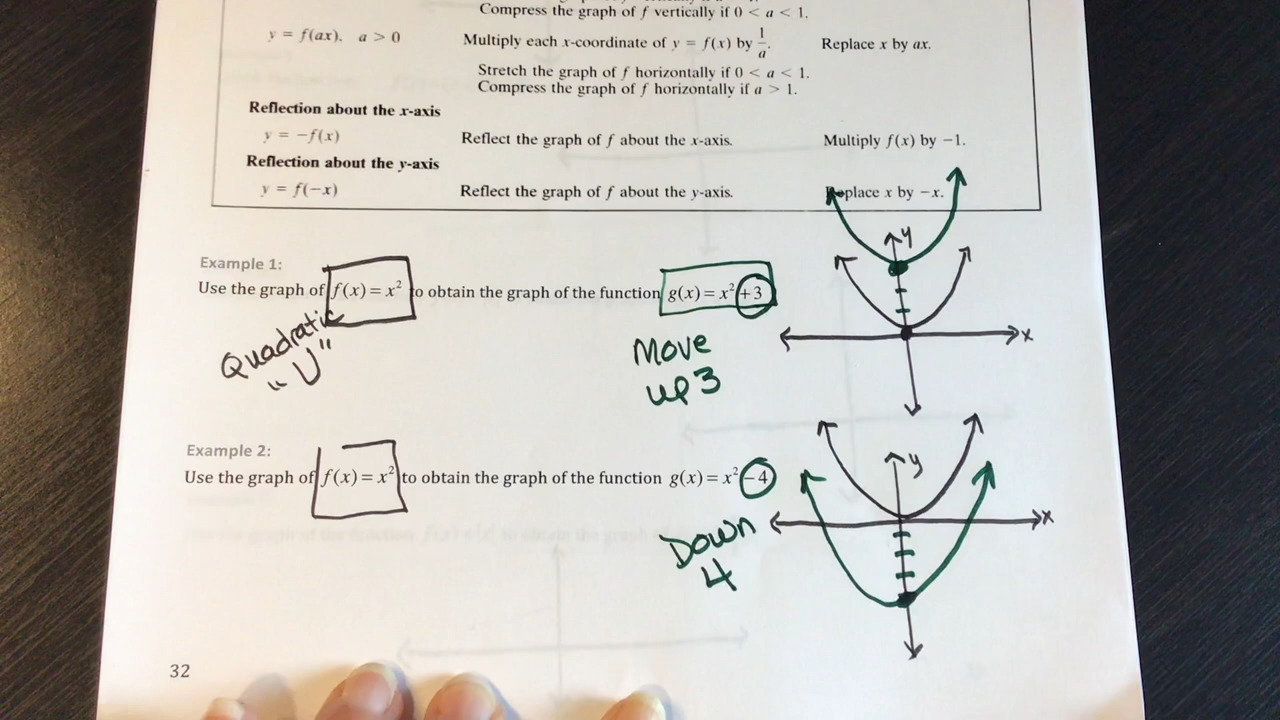 Compress the graph of f vertically if 0 < a < 1.
y = f(ax), a > 0 Multiply each x-coordinate of y = f(x) by 1/a. Replace x by ax.
Stretch the graph of f horizontally if 0 < a < 1.
Compress the graph of f horizontally if a > 1.
Reflection about the x-axis
y = −f(x) Reflect the graph of f about the x-axis. Multiply f(x) by −1.
Reflection about the y-axis
y = f(−x) Reflect the graph of f about the y-axis. Replace x by −x.
y
Example 1:
Use the graph of f(x) = x² to obtain the graph of the function g(x) = x² +3
x
Quadratic
"U"
Move
up 3
Example 2:
y
Use the graph of f(x) = x² to obtain the graph of the function g(x) = x² −4
x
Down
4
32